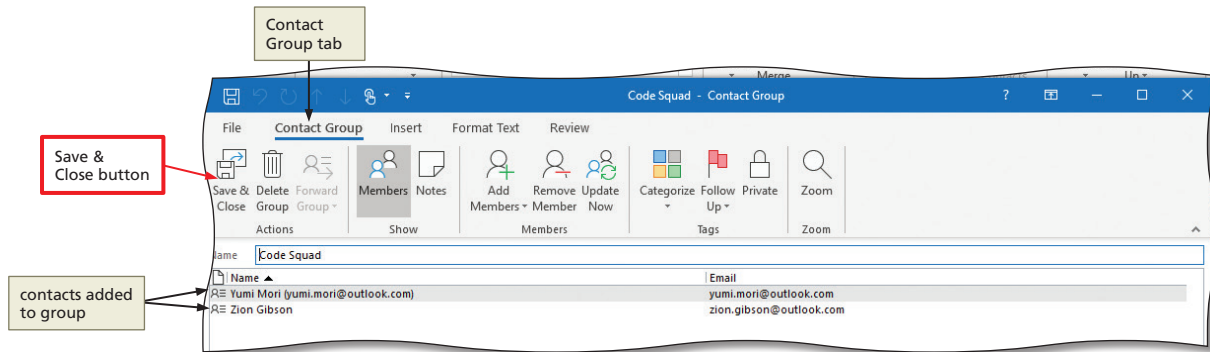 Contact
Group tab
Merge
Up
Code Squad - Contact Group
?
File Contact Group Insert Format Text Review
Save &
Close button
Save & Delete Forward Members Notes Add Remove Update Categorize Follow Private Zoom
Close Group Group Members Member Now Up
Actions Show Members Tags Zoom
Name Code Squad
Name Email
contacts added
to group
Yumi Mori (yumi.mori@outlook.com) yumi.mori@outlook.com
Zion Gibson zion.gibson@outlook.com